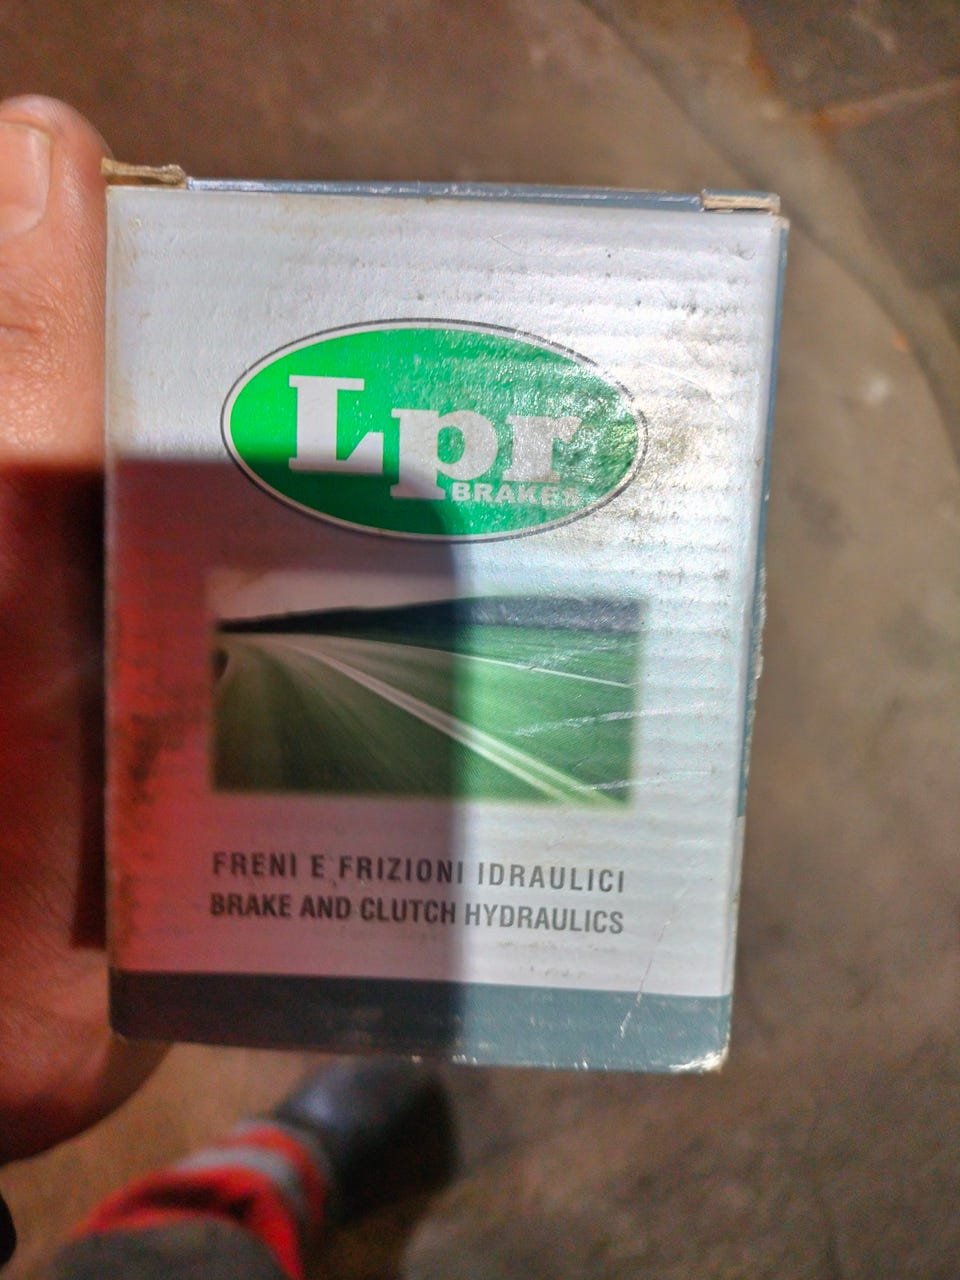 Lpr
BRAKES
FRENI E FRIZIONI IDRAULICI
BRAKE AND CLUTCH HYDRAULICS